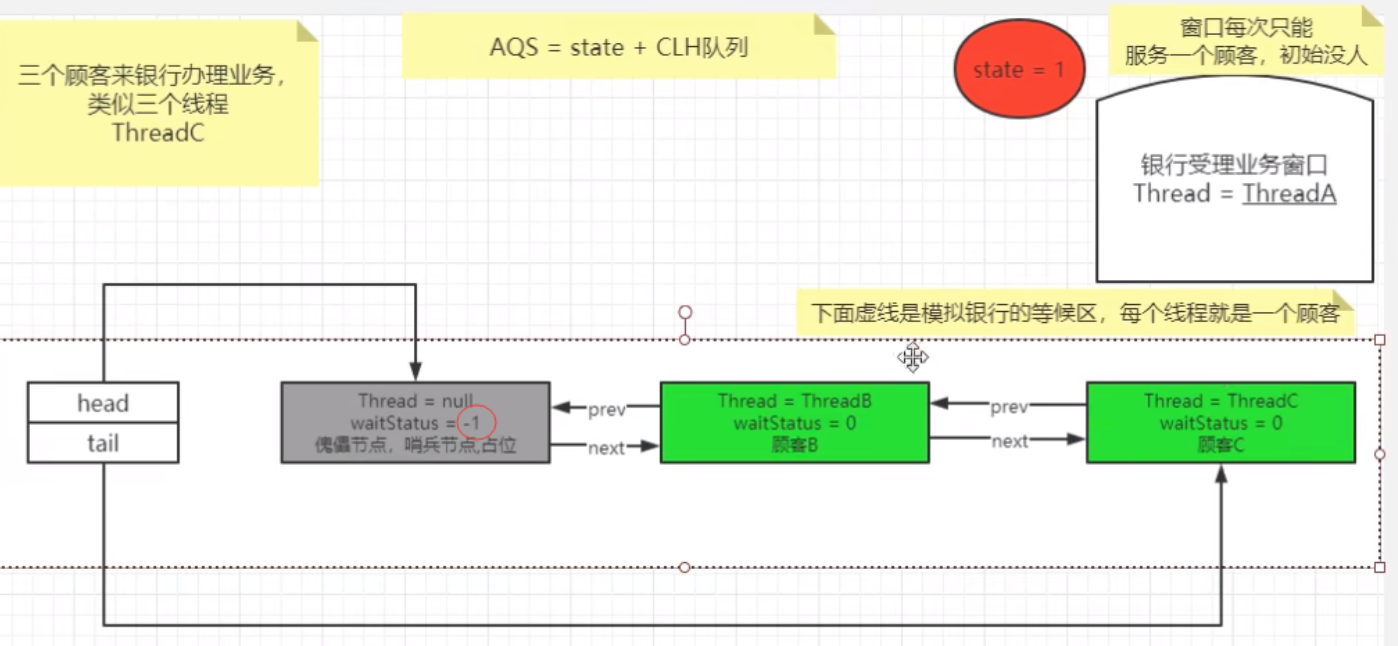 三个顾客来银行办理业务，
类似三个线程
ThreadC
AQS = state + CLH队列
state = 1
窗口每次只能
服务一个顾客，初始没人
银行受理业务窗口
Thread = ThreadA
下面虚线是模拟银行的等候区，每个线程就是一个顾客
head
tail
Thread = null
waitStatus = -1
傀儡节点，哨兵节点,占位
prev
next
Thread = ThreadB
waitStatus = 0
顾客B
prev
next
Thread = ThreadC
waitStatus = 0
顾客C